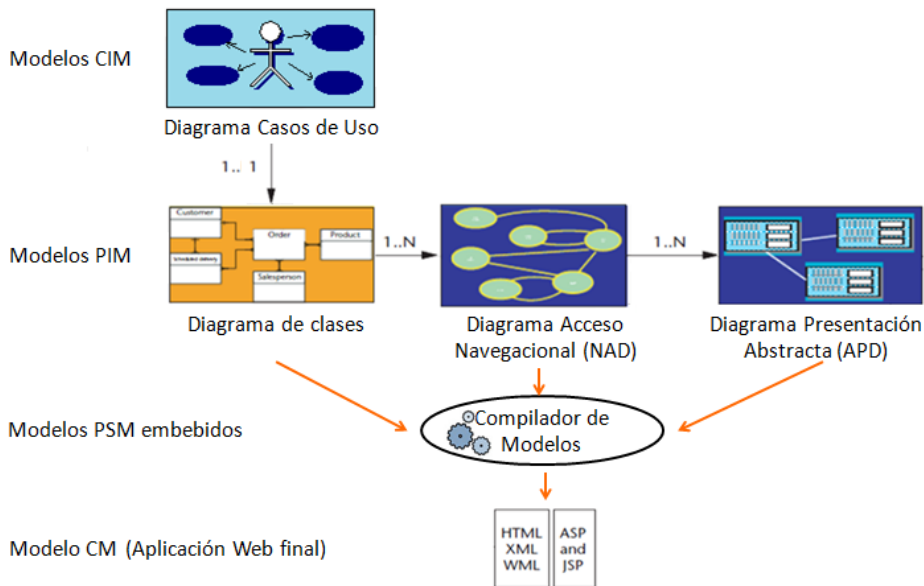 Modelos CIM
Diagrama Casos de Uso
1.. 1
Customer
Order
Product
Salesperson
1..N
1..N
Modelos PIM
Diagrama de clases
Diagrama Acceso
Navegacional (NAD)
Diagrama Presentación
Abstracta (APD)
Modelos PSM embebidos
Compilador de
Modelos
Modelo CM (Aplicación Web final)
HTML
XML
WML
ASP
and
JSP